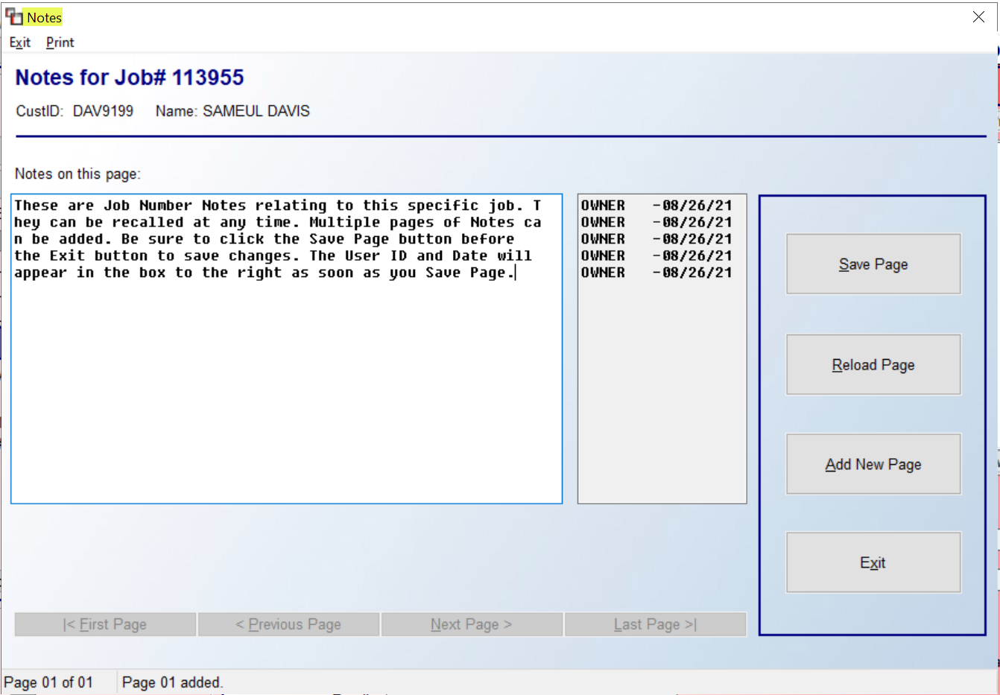 Notes
Exit Print
Notes for Job# 113955
CustID: DAV9199 Name: SAMEUL DAVIS
Notes on this page:
These are Job Number Notes relating to this specific job. T
hey can be recalled at any time. Multiple pages of Notes ca
n be added. Be sure to click the Save Page button before
the Exit button to save changes. The User ID and Date will
appear in the box to the right as soon as you Save Page.
OWNER -08/26/21
OWNER -08/26/21
OWNER -08/26/21
OWNER -08/26/21
OWNER -08/26/21
Save Page
Reload Page
Add New Page
Exit
|< First Page
< Previous Page
Next Page >
Last Page >|
Page 01 of 01
Page 01 added.